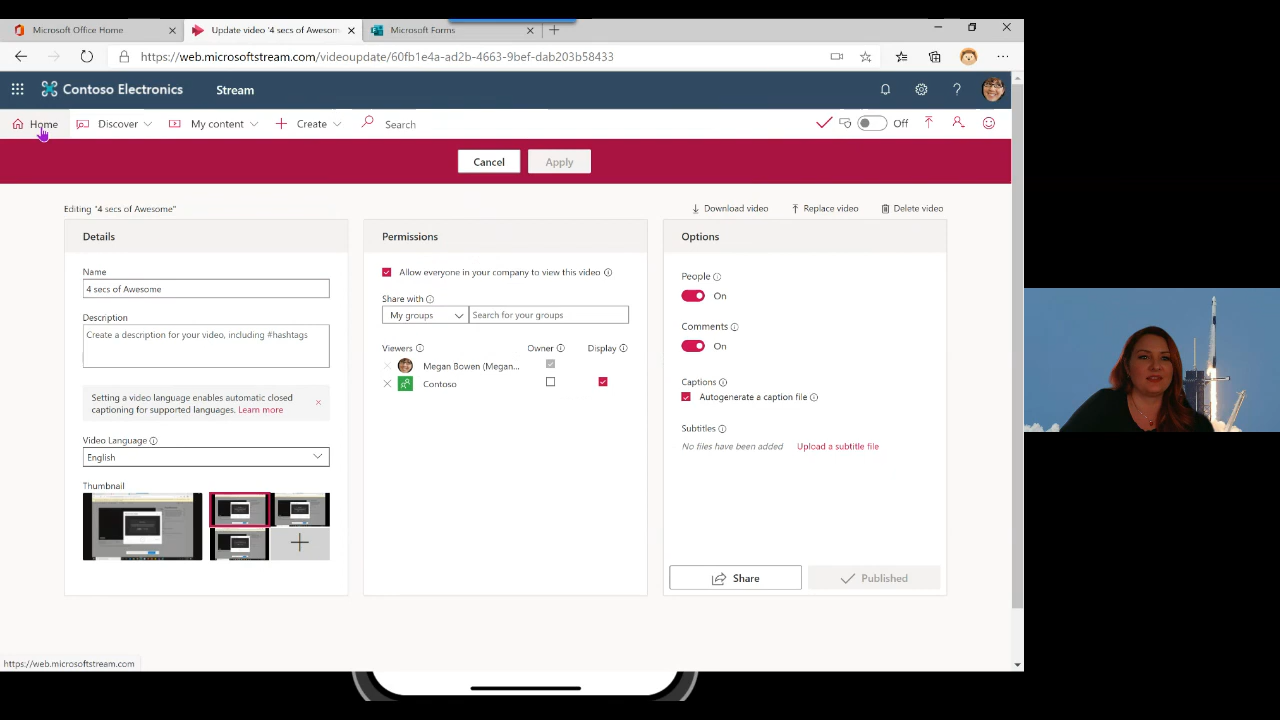 Microsoft Office Home
Update video '4 secs of Awesom
Microsoft Forms
https://web.microsoftstream.com/videoupdate/60fb1e4a-ad2b-4663-9bef-dab203b58433
Contoso Electronics
Stream
Home
Discover
My content
Create
Search
Off
Cancel
Apply
Editing "4 secs of Awesome"
Download video
Replace video
Delete video
Details
Name
4 secs of Awesome
Description
Create a description for your video, including #hashtags
Setting a video language enables automatic closed
captioning for supported languages. Learn more
Video Language
English
Thumbnail
Permissions
Allow everyone in your company to view this video
Share with
My groups
Search for your groups
Viewers
Owner
Display
Megan Bowen (Megan...
Contoso
Options
People
On
Comments
On
Captions
Autogenerate a caption file
Subtitles
No files have been added
Upload a subtitle file
Share
Published
https://web.microsoftstream.com